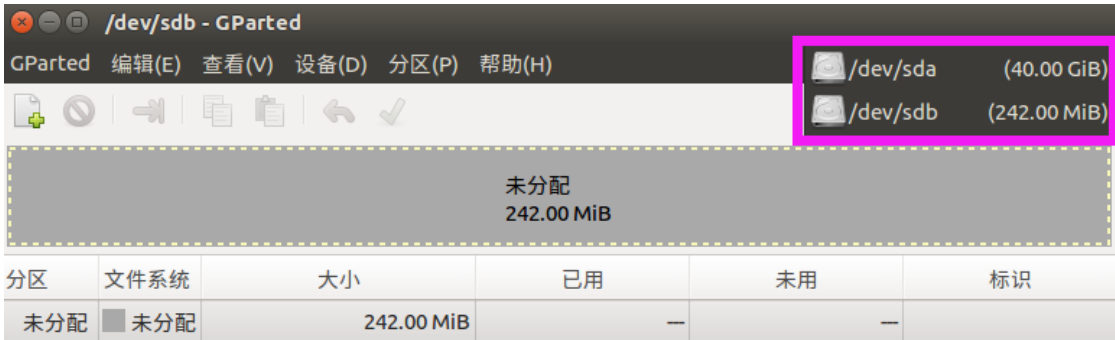 /dev/sdb - GParted
GParted 编辑(E) 查看(V) 设备(D) 分区(P) 帮助(H)
/dev/sda (40.00 GiB)
/dev/sdb (242.00 MiB)
未分配
242.00 MiB
分区 文件系统 大小 已用 未用 标识
未分配 未分配 242.00 MiB --- ---